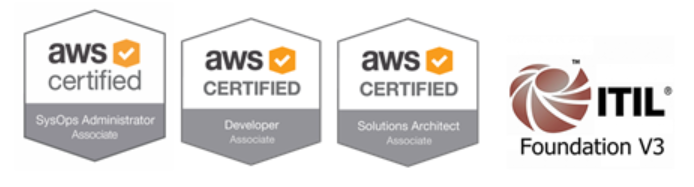 aws
certified
SysOps Administrator
Associate
aws
CERTIFIED
Developer
Associate
aws
CERTIFIED
Solutions Architect
Associate
™
ITIL®
Foundation V3